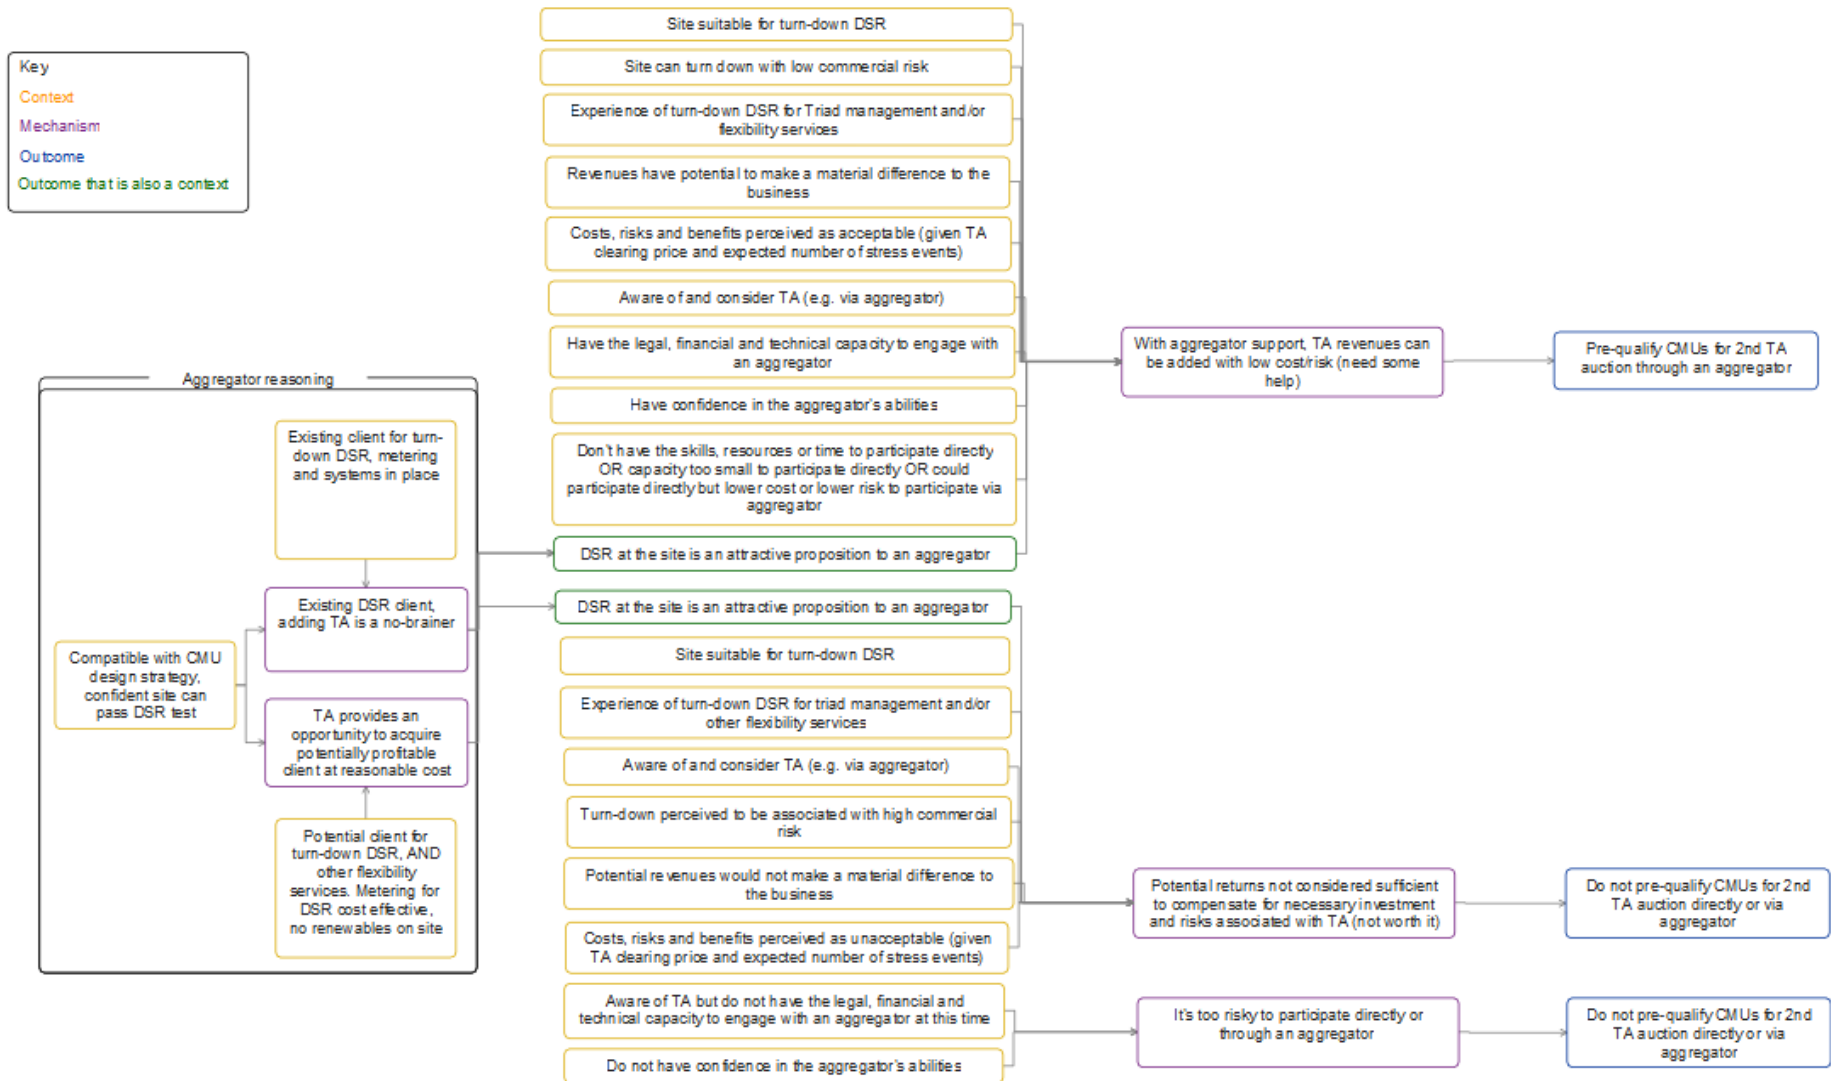 Key
Context
Mechanism
Outcome
Outcome that is also a context
Site suitable for turn-down DSR
Site can turn down with low commercial risk
Experience of turn-down DSR for Triad management and/or
flexibility services
Revenues have potential to make a material difference to the
business
Costs, risks and benefits perceived as acceptable (given TA
clearing price and expected number of stress events)
Aware of and consider TA (e.g. via aggregator)
Have the legal, financial and technical capacity to engage with
an aggregator
Have confidence in the aggregator's abilities
Don't have the skills, resources or time to participate directly
OR capacity too small to participate directly OR could
participate directly but lower cost or lower risk to participate via
aggregator
DSR at the site is an attractive proposition to an aggregator
With aggregator support, TA revenues can
be added with low cost/risk (need some
help)
Pre-qualify CMUs for 2nd TA
auction through an aggregator
Aggregator reasoning
Existing client for turn-
down DSR, metering
and systems in place
Existing DSR client,
adding TA is a no-brainer
Compatible with CMU
design strategy,
confident site can
pass DSR test
TA provides an
opportunity to acquire
potentially profitable
client at reasonable cost
Potential client for
turn-down DSR, AND
other flexibility
services. Metering for
DSR cost effective,
no renewables on site
DSR at the site is an attractive proposition to an aggregator
Site suitable for turn-down DSR
Experience of turn-down DSR for triad management and/or
other flexibility services
Aware of and consider TA (e.g. via aggregator)
Turn-down perceived to be associated with high commercial
risk
Potential revenues would not make a material difference to
the business
Costs, risks and benefits perceived as unacceptable (given
TA clearing price and expected number of stress events)
Potential returns not considered sufficient
to compensate for necessary investment
and risks associated with TA (not worth it)
Do not pre-qualify CMUs for 2nd
TA auction directly or via
aggregator
Aware of TA but do not have the legal, financial and
technical capacity to engage with an aggregator at this time
Do not have confidence in the aggregator's abilities
It's too risky to participate directly or
through an aggregator
Do not pre-qualify CMUs for 2nd
TA auction directly or via
aggregator